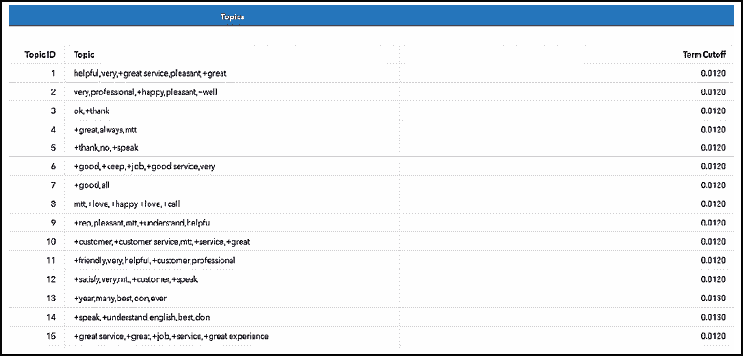 Topics
TopicID Topic Term Cutoff
1 helpful,very,+great service,pleasant,+great 0.0120
2 very,professional,+happy,pleasant,+well 0.0120
3 ok,+thank 0.0120
4 +great,always,mtt 0.0120
5 +thank,no,+speak 0.0120
6 +good,+keep,+job,+good service,very 0.0120
7 +good,all 0.0120
8 mtt,+love,+happy +love,+call 0.0120
9 +rep,pleasant,mtt,+understand,helpful 0.0120
10 +customer,+customer service,mtt,+service,+great 0.0120
11 +friendly,very,helpful,+customer,professional 0.0120
12 +satisfy,very,mtt,+customer,+speak 0.0120
13 +year,many,best,don,ever 0.0130
14 +speak,+understand,english,best,don 0.0130
15 +great service,+great,+job,+service,+great experience 0.0120